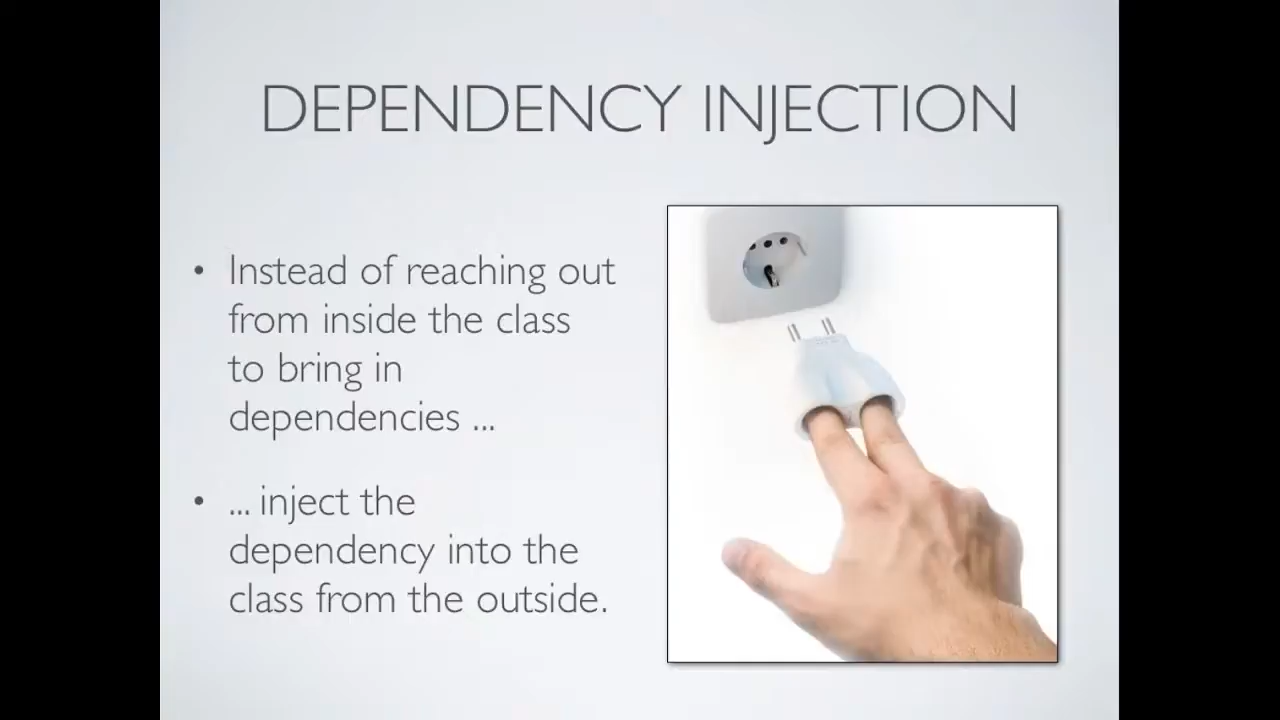 DEPENDENCY INJECTION
• Instead of reaching out
from inside the class
to bring in
dependencies ...
• ... inject the
dependency into the
class from the outside.